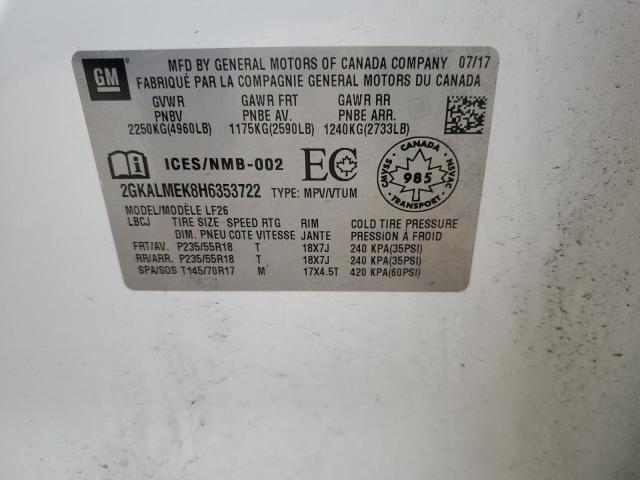 GM
MFD BY GENERAL MOTORS OF CANADA COMPANY 07/17
FABRIQUÉ PAR LA COMPAGNIE GENERAL MOTORS DU CANADA
GVWR GAWR FRT GAWR RR
PNBV PNBE AV. PNBE ARR.
2250KG(4960LB) 1175KG(2590LB) 1240KG(2733LB)
ICES/NMB-002 EC
CANADA CMVSS 985 NSVAC
2GKALMEK8H6353722 TYPE: MPV/VTUM
MODEL/MODÈLE LF26
LBCJ TIRE SIZE SPEED RTG RIM COLD TIRE PRESSURE
DIM. PNEU COTE VITESSE JANTE PRESSION À FROID
FRT/AV. P235/55R18 T 18X7J 240 KPA(35PSI)
RR/ARR. P235/55R18 T 18X7J 240 KPA(35PSI)
SPA/SOS T145/70R17 M 17X4.5T 420 KPA(60PSI)